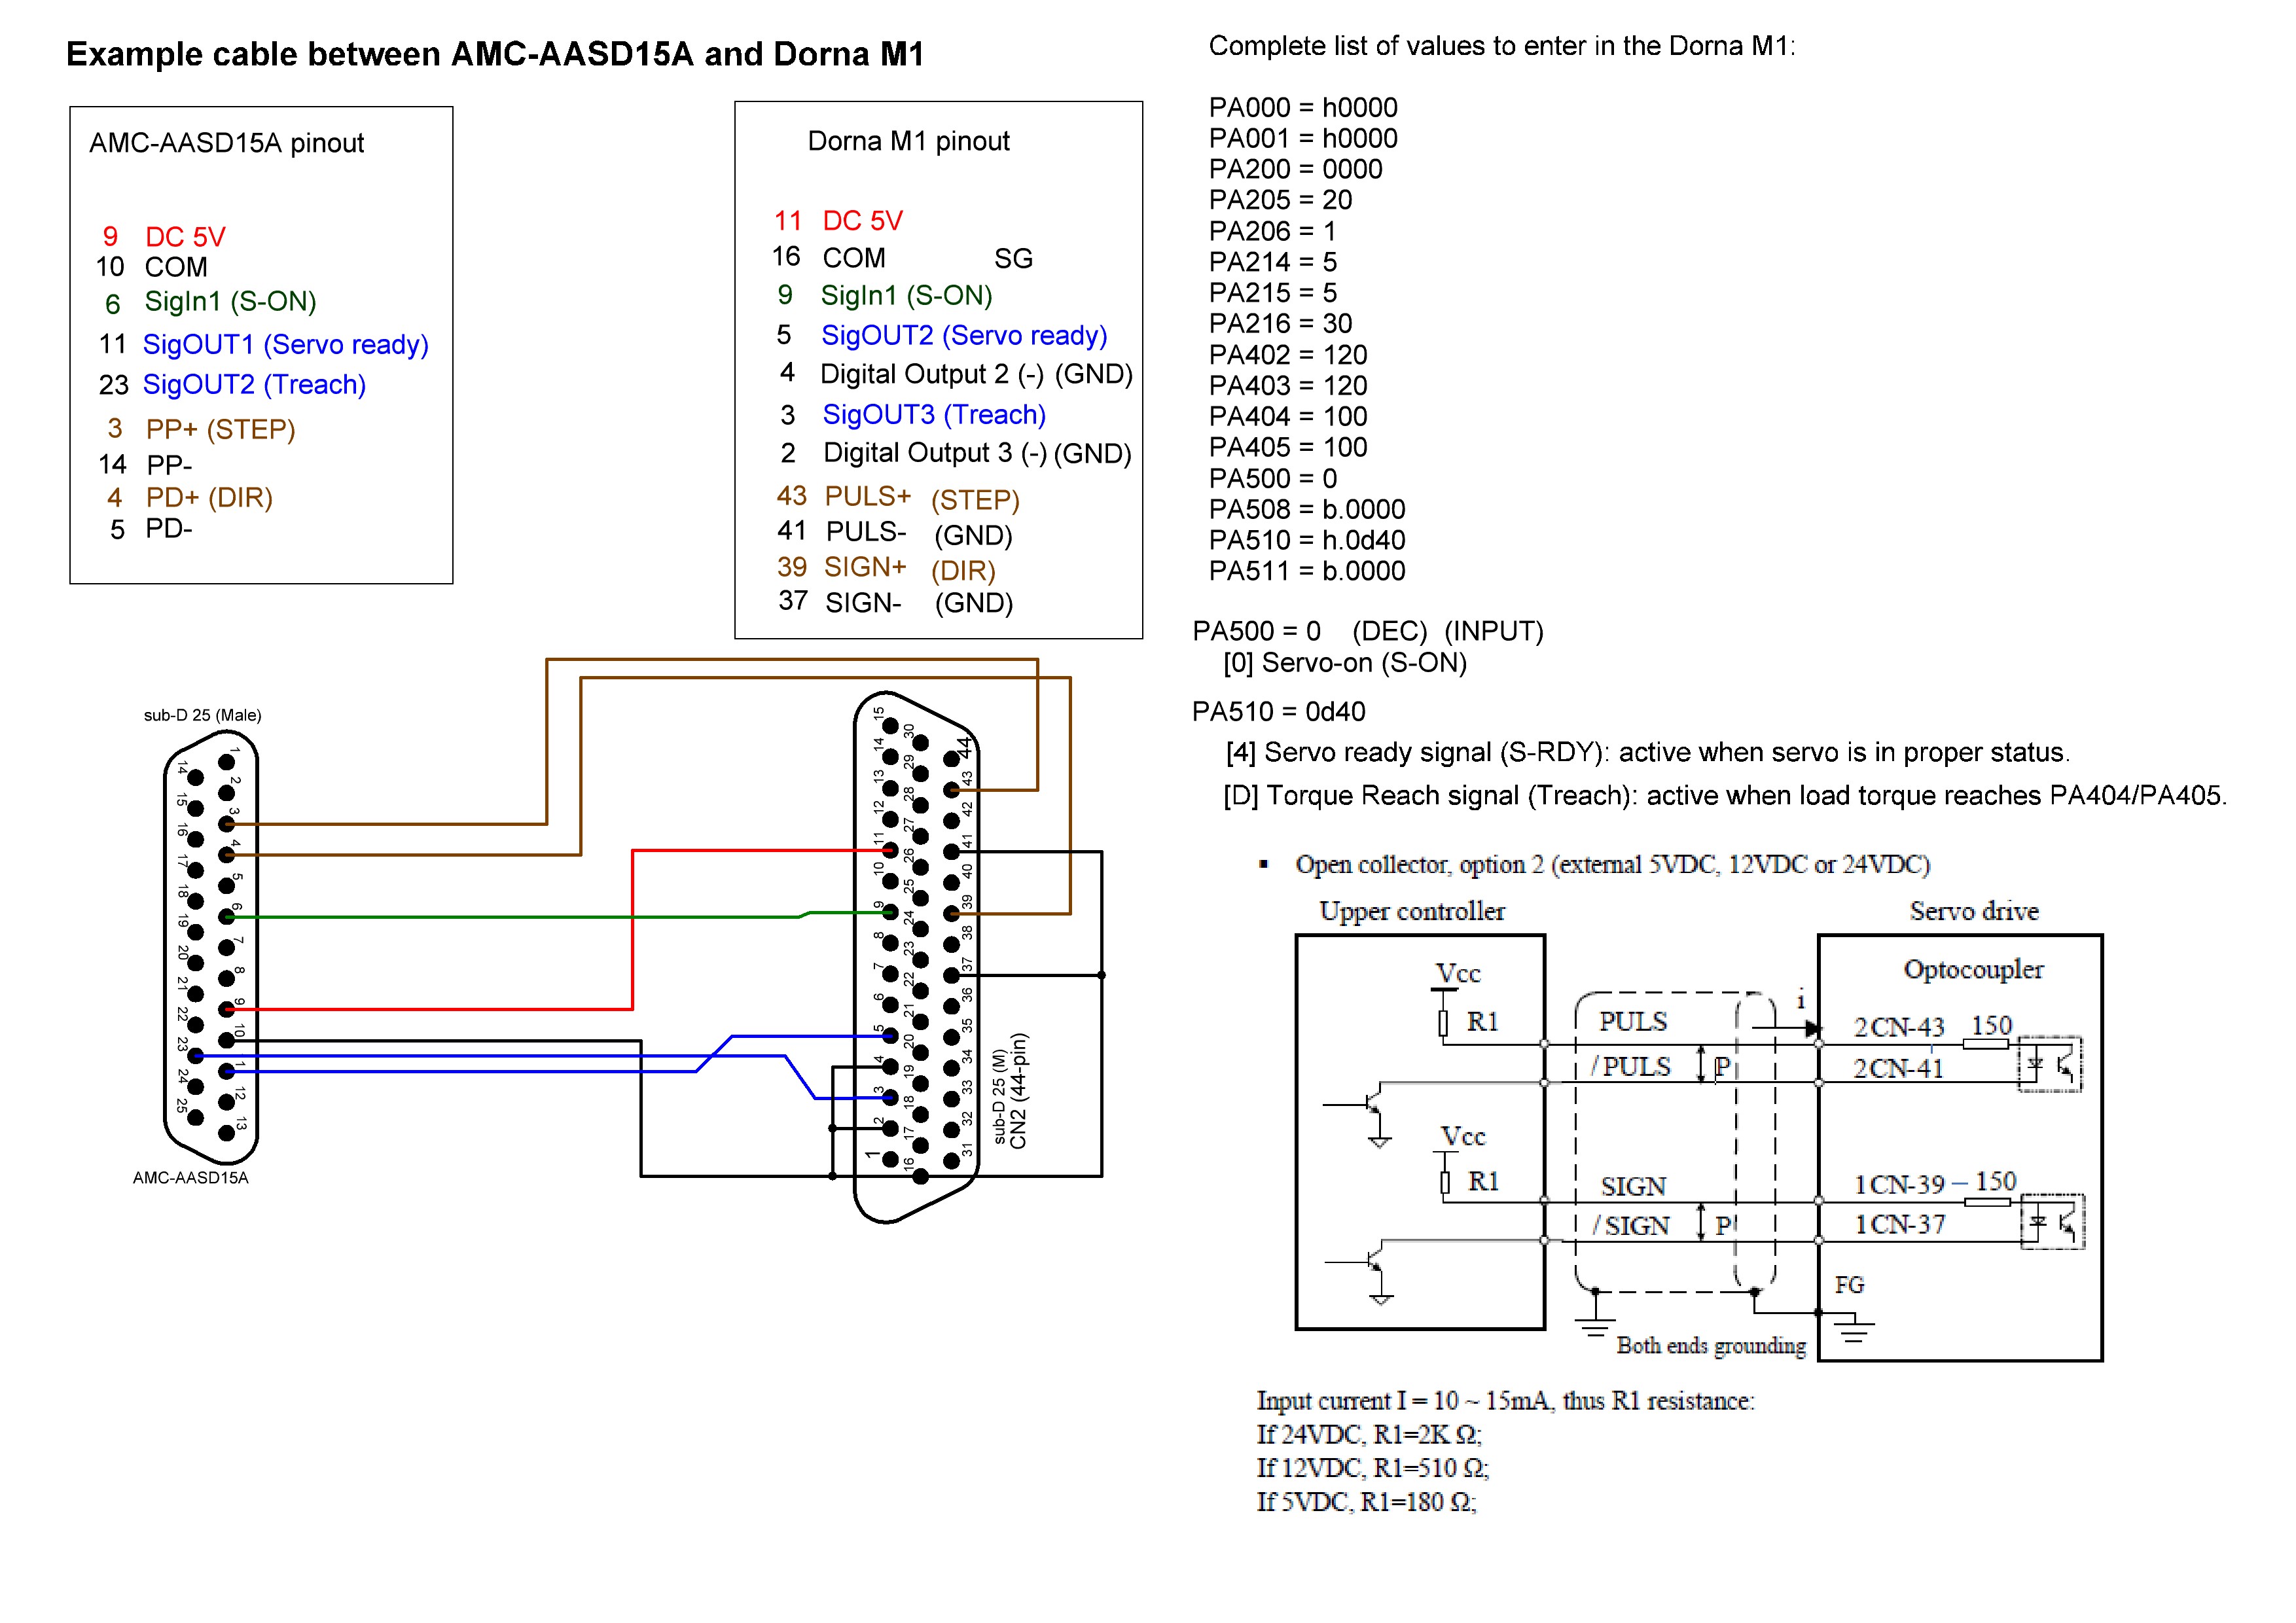 Example cable between AMC-AASD15A and Dorna M1
AMC-AASD15A pinout
9 DC 5V
10 COM
6 SigIn1 (S-ON)
11 SigOUT1 (Servo ready)
23 SigOUT2 (Treach)
3 PP+ (STEP)
14 PP-
4 PD+ (DIR)
5 PD-
Dorna M1 pinout
11 DC 5V
16 COM SG
9 SigIn1 (S-ON)
5 SigOUT2 (Servo ready)
4 Digital Output 2 (-) (GND)
3 SigOUT3 (Treach)
2 Digital Output 3 (-) (GND)
43 PULS+ (STEP)
41 PULS- (GND)
39 SIGN+ (DIR)
37 SIGN- (GND)
Complete list of values to enter in the Dorna M1:
PA000 = h0000
PA001 = h0000
PA200 = 0000
PA205 = 20
PA206 = 1
PA214 = 5
PA215 = 5
PA216 = 30
PA402 = 120
PA403 = 120
PA404 = 100
PA405 = 100
PA500 = 0
PA508 = b.0000
PA510 = h.0d40
PA511 = b.0000
PA500 = 0 (DEC) (INPUT)
[0] Servo-on (S-ON)
PA510 = 0d40
[4] Servo ready signal (S-RDY): active when servo is in proper status.
[D] Torque Reach signal (Treach): active when load torque reaches PA404/PA405.
sub-D 25 (Male)
1
2
3
4
5
6
7
8
9
10
1
12
13
14
15
16
17
18
19
20
21
22
23
24
25
AMC-AASD15A
15
14
13
12
11
10
9
8
7
6
5
4
3
2
1
30
29
28
27
26
25
24
23
22
21
20
19
18
17
16
44
43
42
41
40
39
38
37
36
35
34
33
32
31
sub-D 25 (M)
CN2 (44-pin)
▪ Open collector, option 2 (external 5VDC, 12VDC or 24VDC)
Upper controller
Servo drive
Optocoupler
Vcc
R1
PULS
i
2CN-43 150
/PULS
P
2CN-41
Vcc
R1
SIGN
1CN-39 150
/SIGN
P
1CN-37
FG
Both ends grounding
Input current I = 10 ~ 15mA, thus R1 resistance:
If 24VDC, R1=2K Ω;
If 12VDC, R1=510 Ω;
If 5VDC, R1=180 Ω;